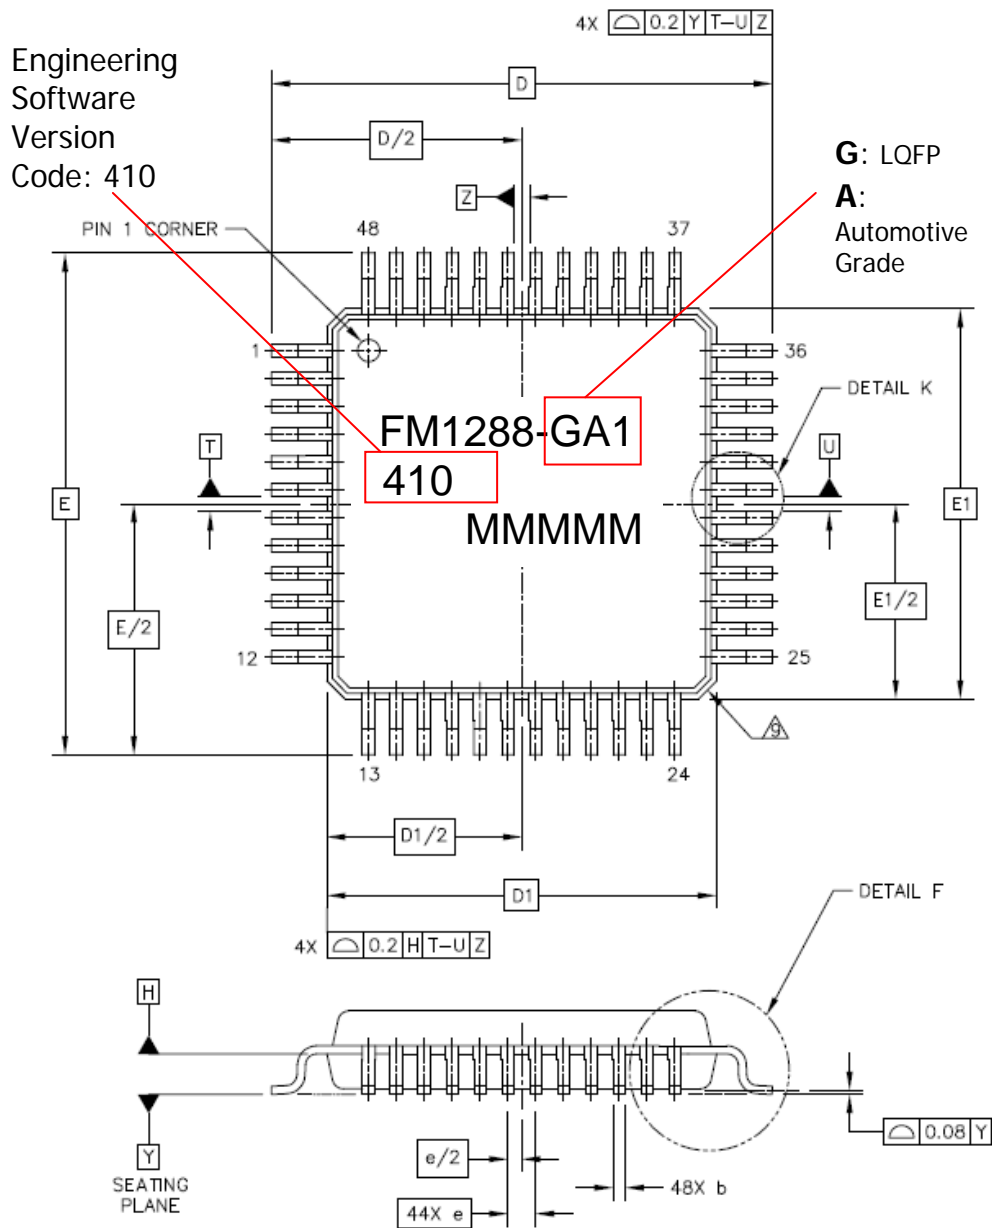 4X ⌓ 0.2 Y T-U Z
Engineering
Software
Version
Code: 410
D
D/2
G: LQFP
A:
Automotive
Grade
Z
PIN 1 CORNER
48
37
1
36
DETAIL K
FM1288-GA1
T
U
410
E
E1
MMMMM
E/2
E1/2
12
25
9
13
24
D1/2
D1
DETAIL F
4X ⌓ 0.2 H T-U Z
H
⌓ 0.08 Y
Y
SEATING
PLANE
e/2
48X b
44X e